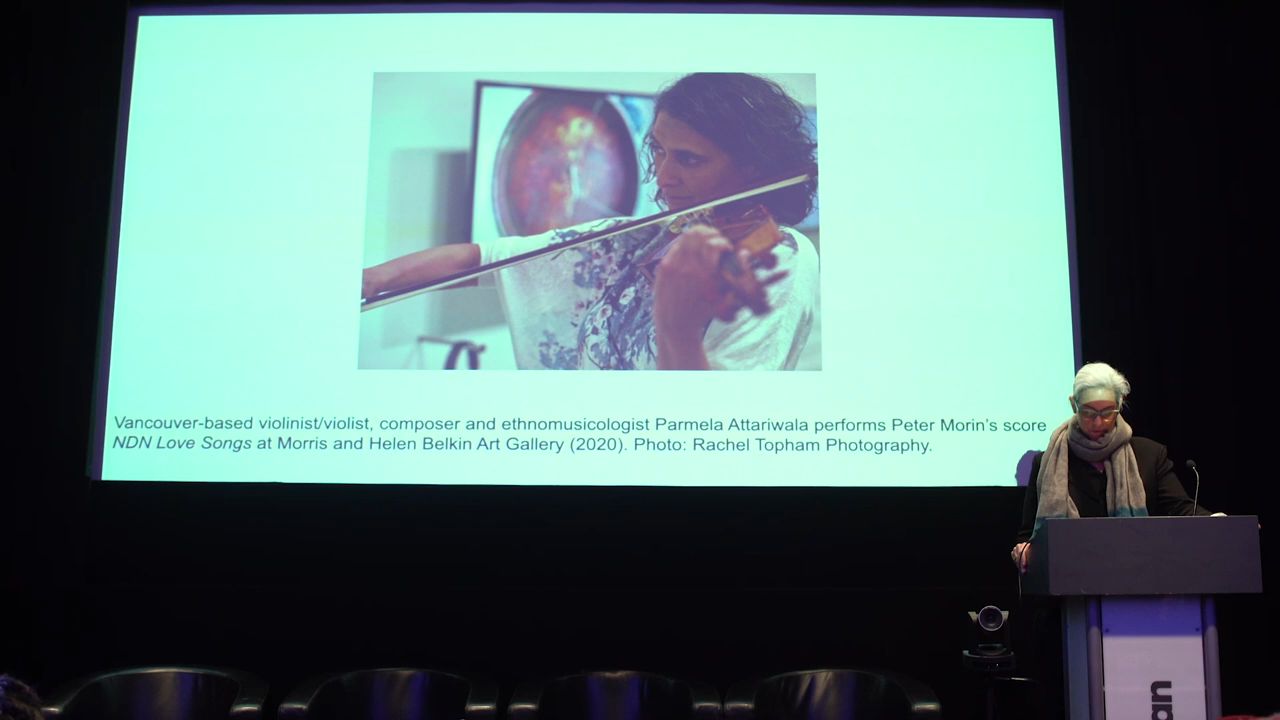 Vancouver-based violinist/violist, composer and ethnomusicologist Parmela Attariwala performs Peter Morin's score
NDN Love Songs at Morris and Helen Belkin Art Gallery (2020). Photo: Rachel Topham Photography.
an